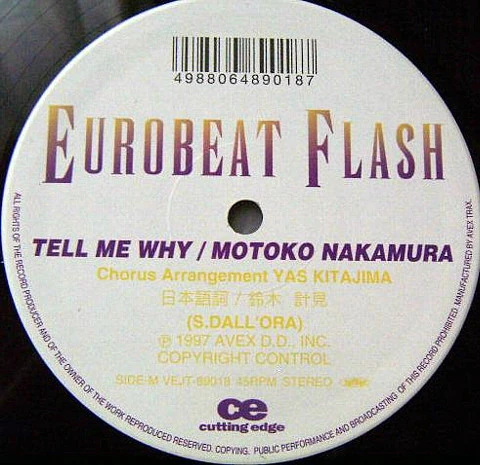 4988064890187
EUROBEAT FLASH
TELL ME WHY / MOTOKO NAKAMURA
Chorus Arrangement YAS KITAJIMA
日本語詞 / 鈴木 計見
(S.DALL'ORA)
℗ 1997 AVEX D.D., INC.
COPYRIGHT CONTROL
SIDE-M VEJT-89018 45RPM STEREO
ce
cutting edge
ALL RIGHTS OF THE RECORD PRODUCER AND OF THE OWNER OF THE WORK REPRODUCED RESERVED. COPYING, PUBLIC PERFORMANCE AND BROADCASTING OF THIS RECORD PROHIBITED. MANUFACTURED BY AVEX TRAX.